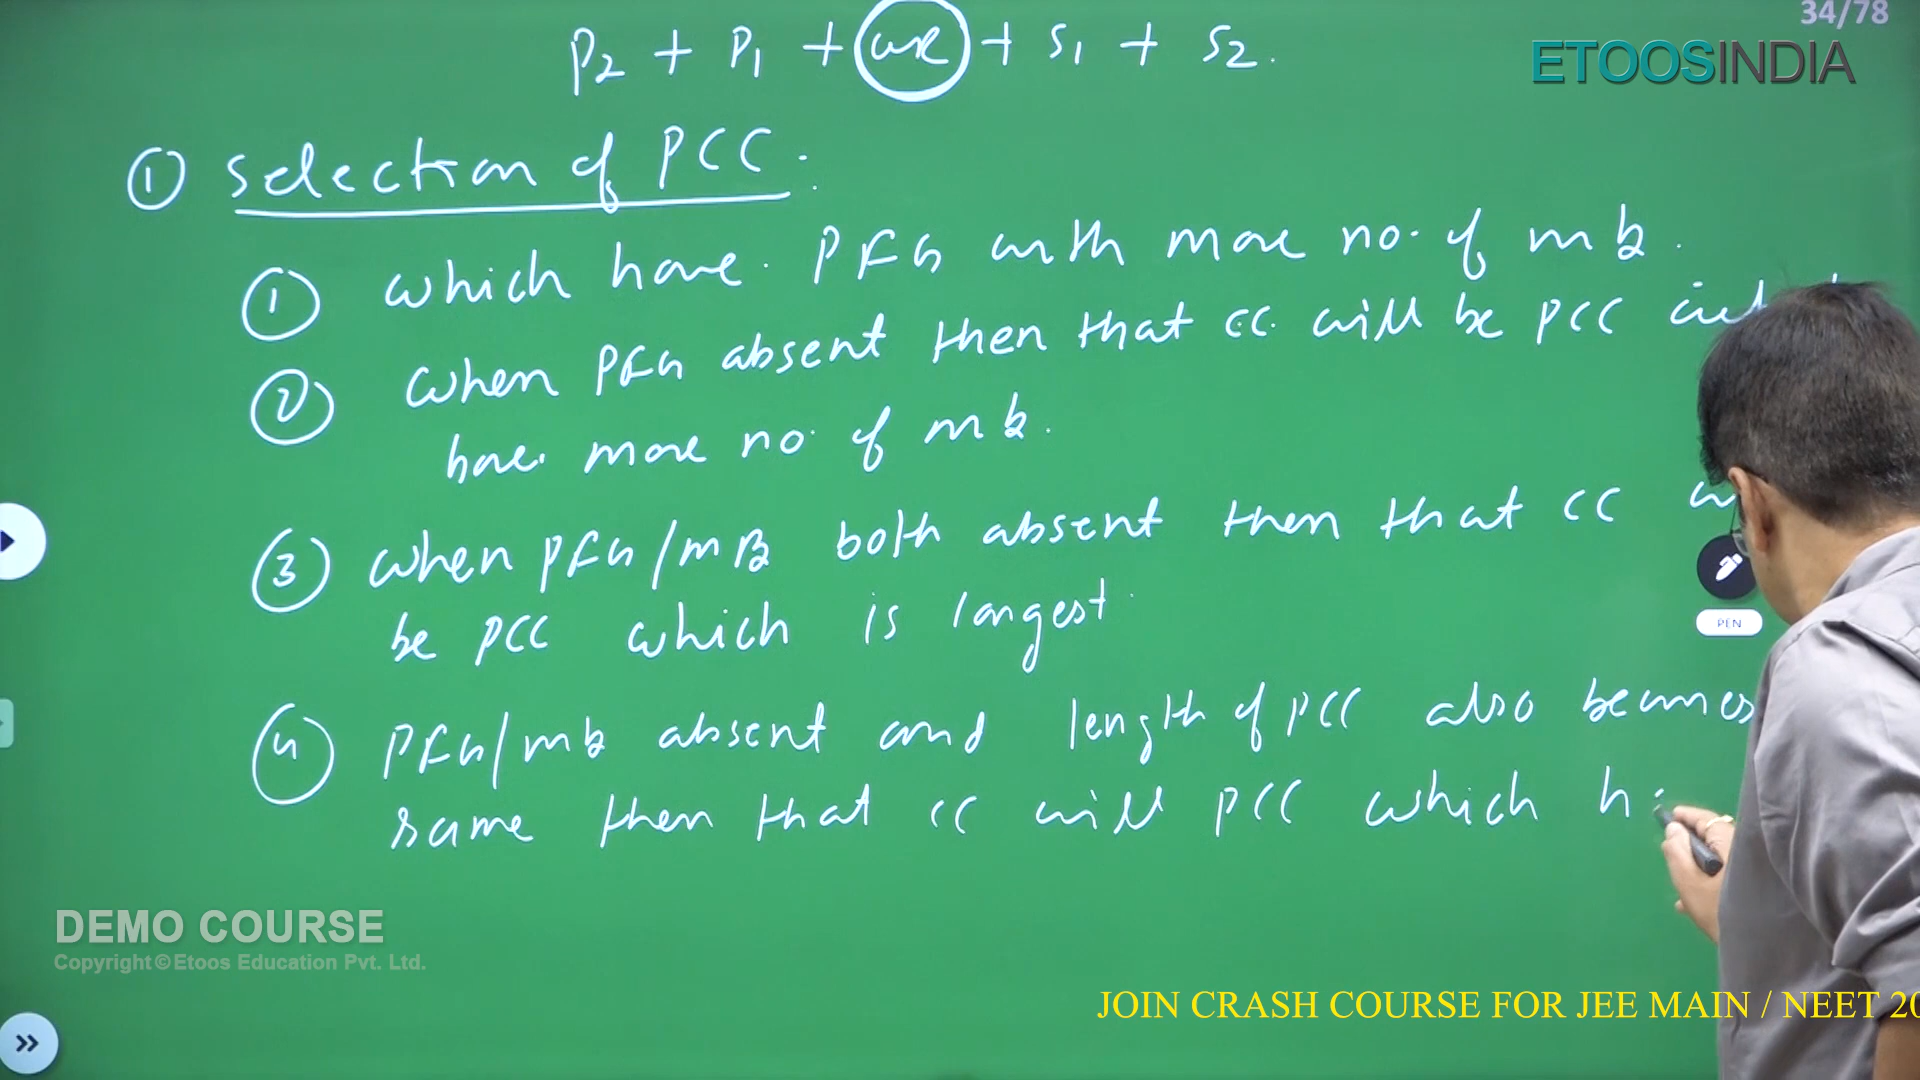 34/78
ETOOSINDIA
P2 + P1 + WR + S1 + S2.
① Selection of PCC:
① which have PFG with more no. of mb.
② when PFG absent then that CC will be PCC
have more no. of mb.
③ when PFG/MB both absent then that CC
be PCC which is largest
④ PFG/mb absent and length of PCC also becomes
same then that CC will PCC which
PEN
DEMO COURSE
Copyright © Etoos Education Pvt. Ltd.
JOIN CRASH COURSE FOR JEE MAIN / NEET 20